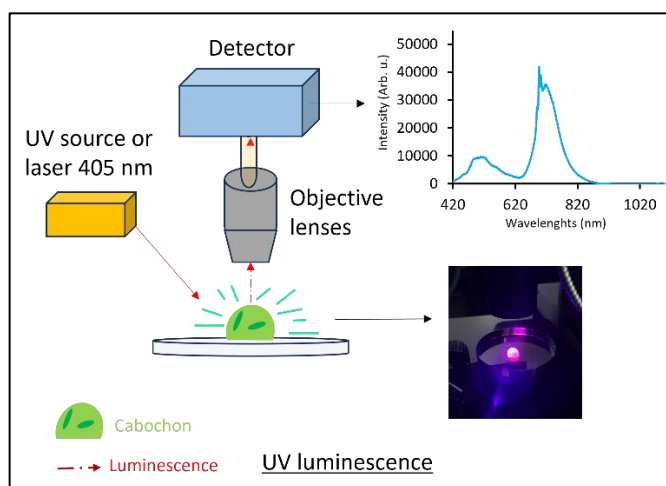 Detector
UV source or
laser 405 nm
Objective
lenses
Intensity (Arb. u.)
50000
40000
30000
20000
10000
0
420 620 820 1020
Wavelenghts (nm)
Cabochon
Luminescence
UV luminescence